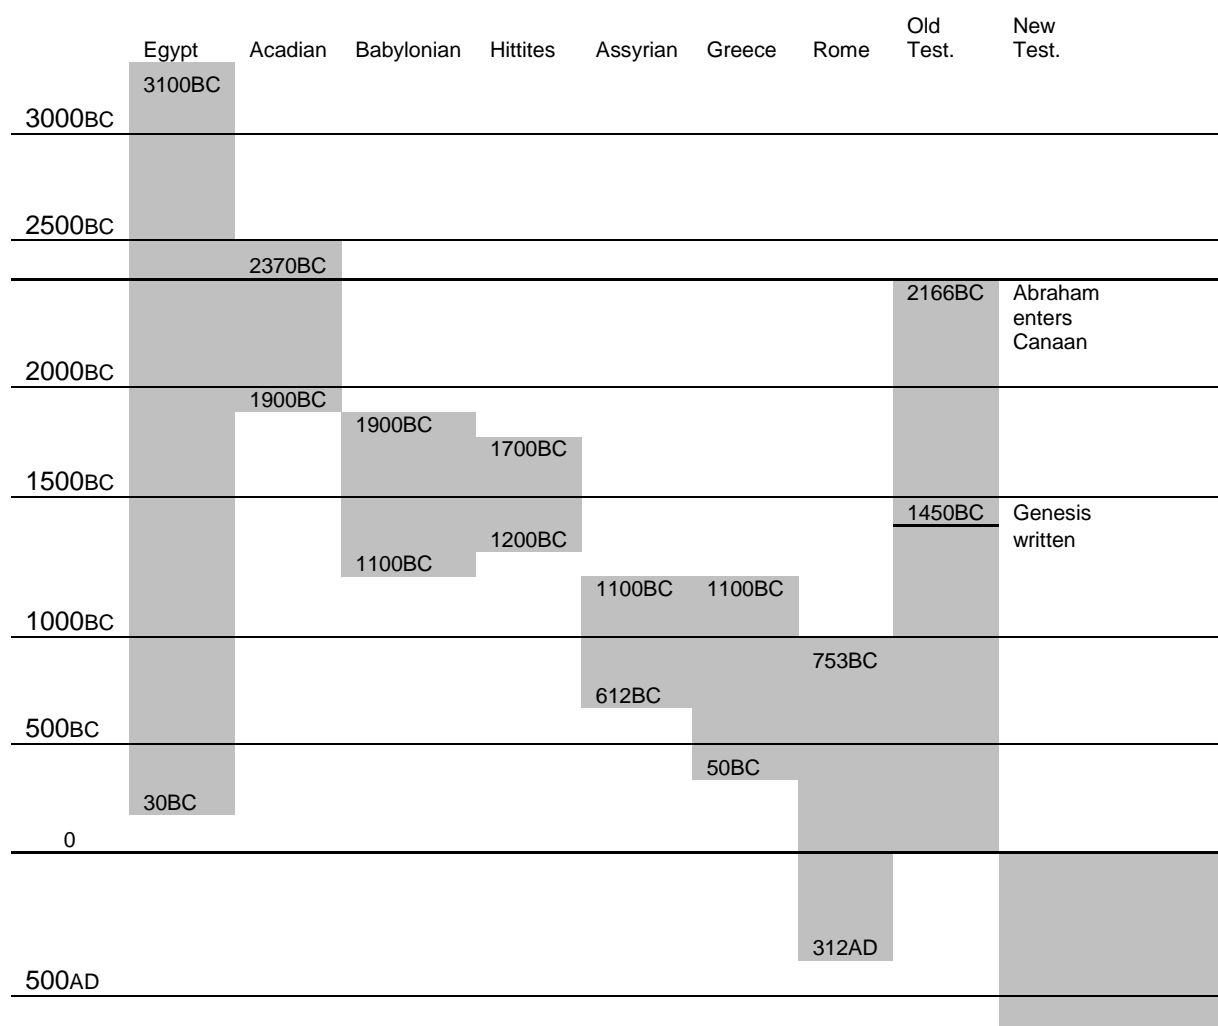 Old New
Egypt Acadian Babylonian Hittites Assyrian Greece Rome Test. Test.
3100BC
3000BC
2500BC
2370BC
2166BC Abraham
enters
Canaan
2000BC
1900BC
1900BC
1700BC
1500BC
1450BC Genesis
1200BC written
1100BC
1100BC 1100BC
1000BC
753BC
612BC
500BC
50BC
30BC
0
312AD
500AD